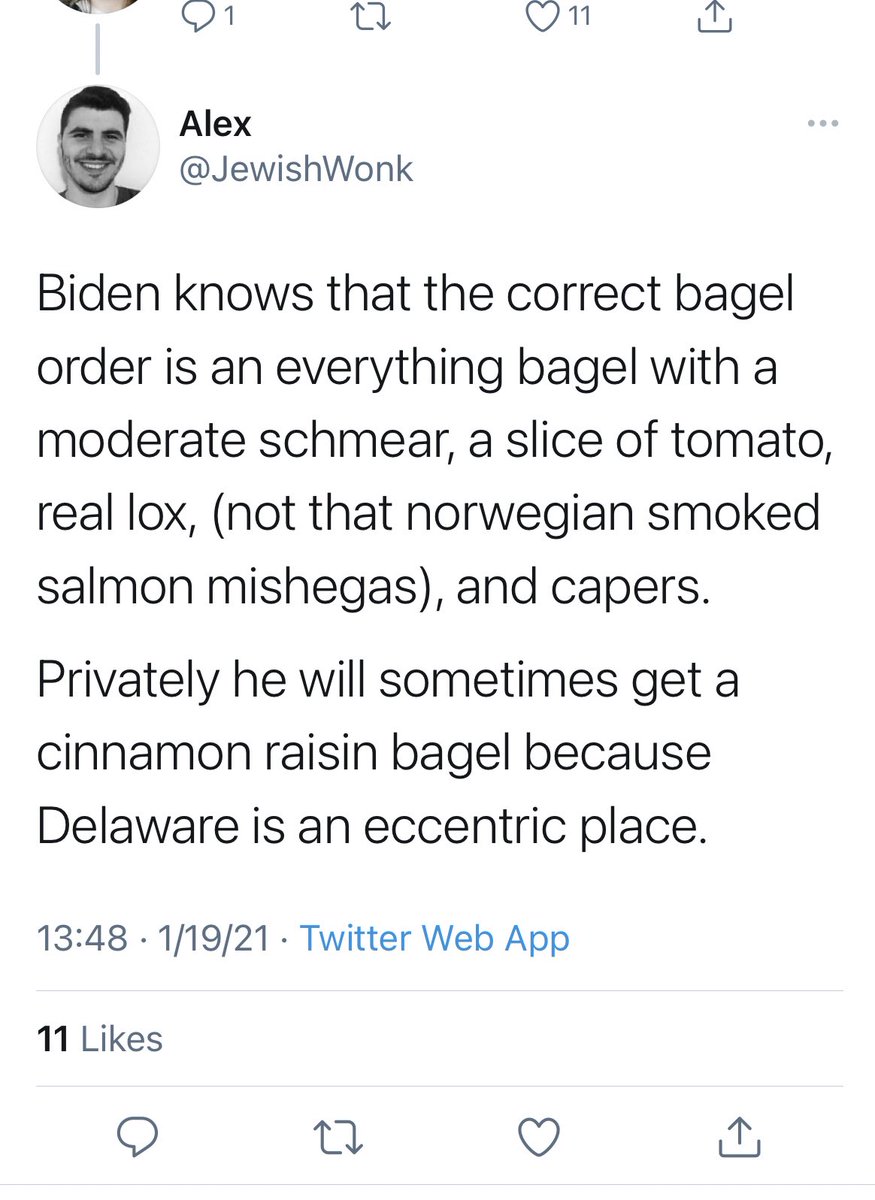 1 11
Alex
@JewishWonk
Biden knows that the correct bagel
order is an everything bagel with a
moderate schmear, a slice of tomato,
real lox, (not that norwegian smoked
salmon mishegas), and capers.
Privately he will sometimes get a
cinnamon raisin bagel because
Delaware is an eccentric place.
13:48 · 1/19/21 · Twitter Web App
11 Likes